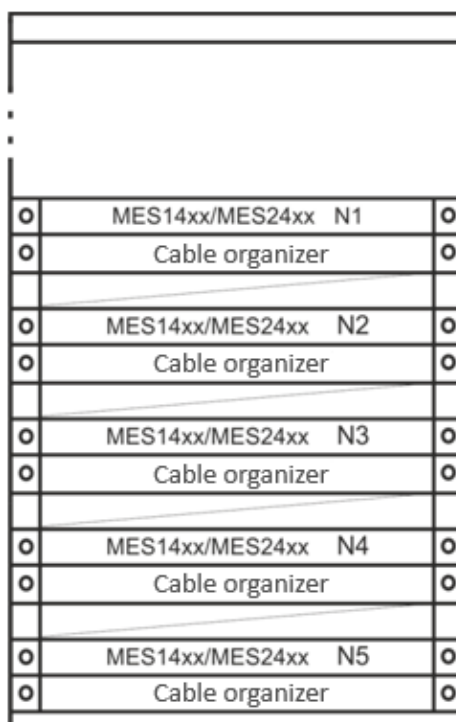 MES14xx/MES24xx N1
Cable organizer
MES14xx/MES24xx N2
Cable organizer
MES14xx/MES24xx N3
Cable organizer
MES14xx/MES24xx N4
Cable organizer
MES14xx/MES24xx N5
Cable organizer